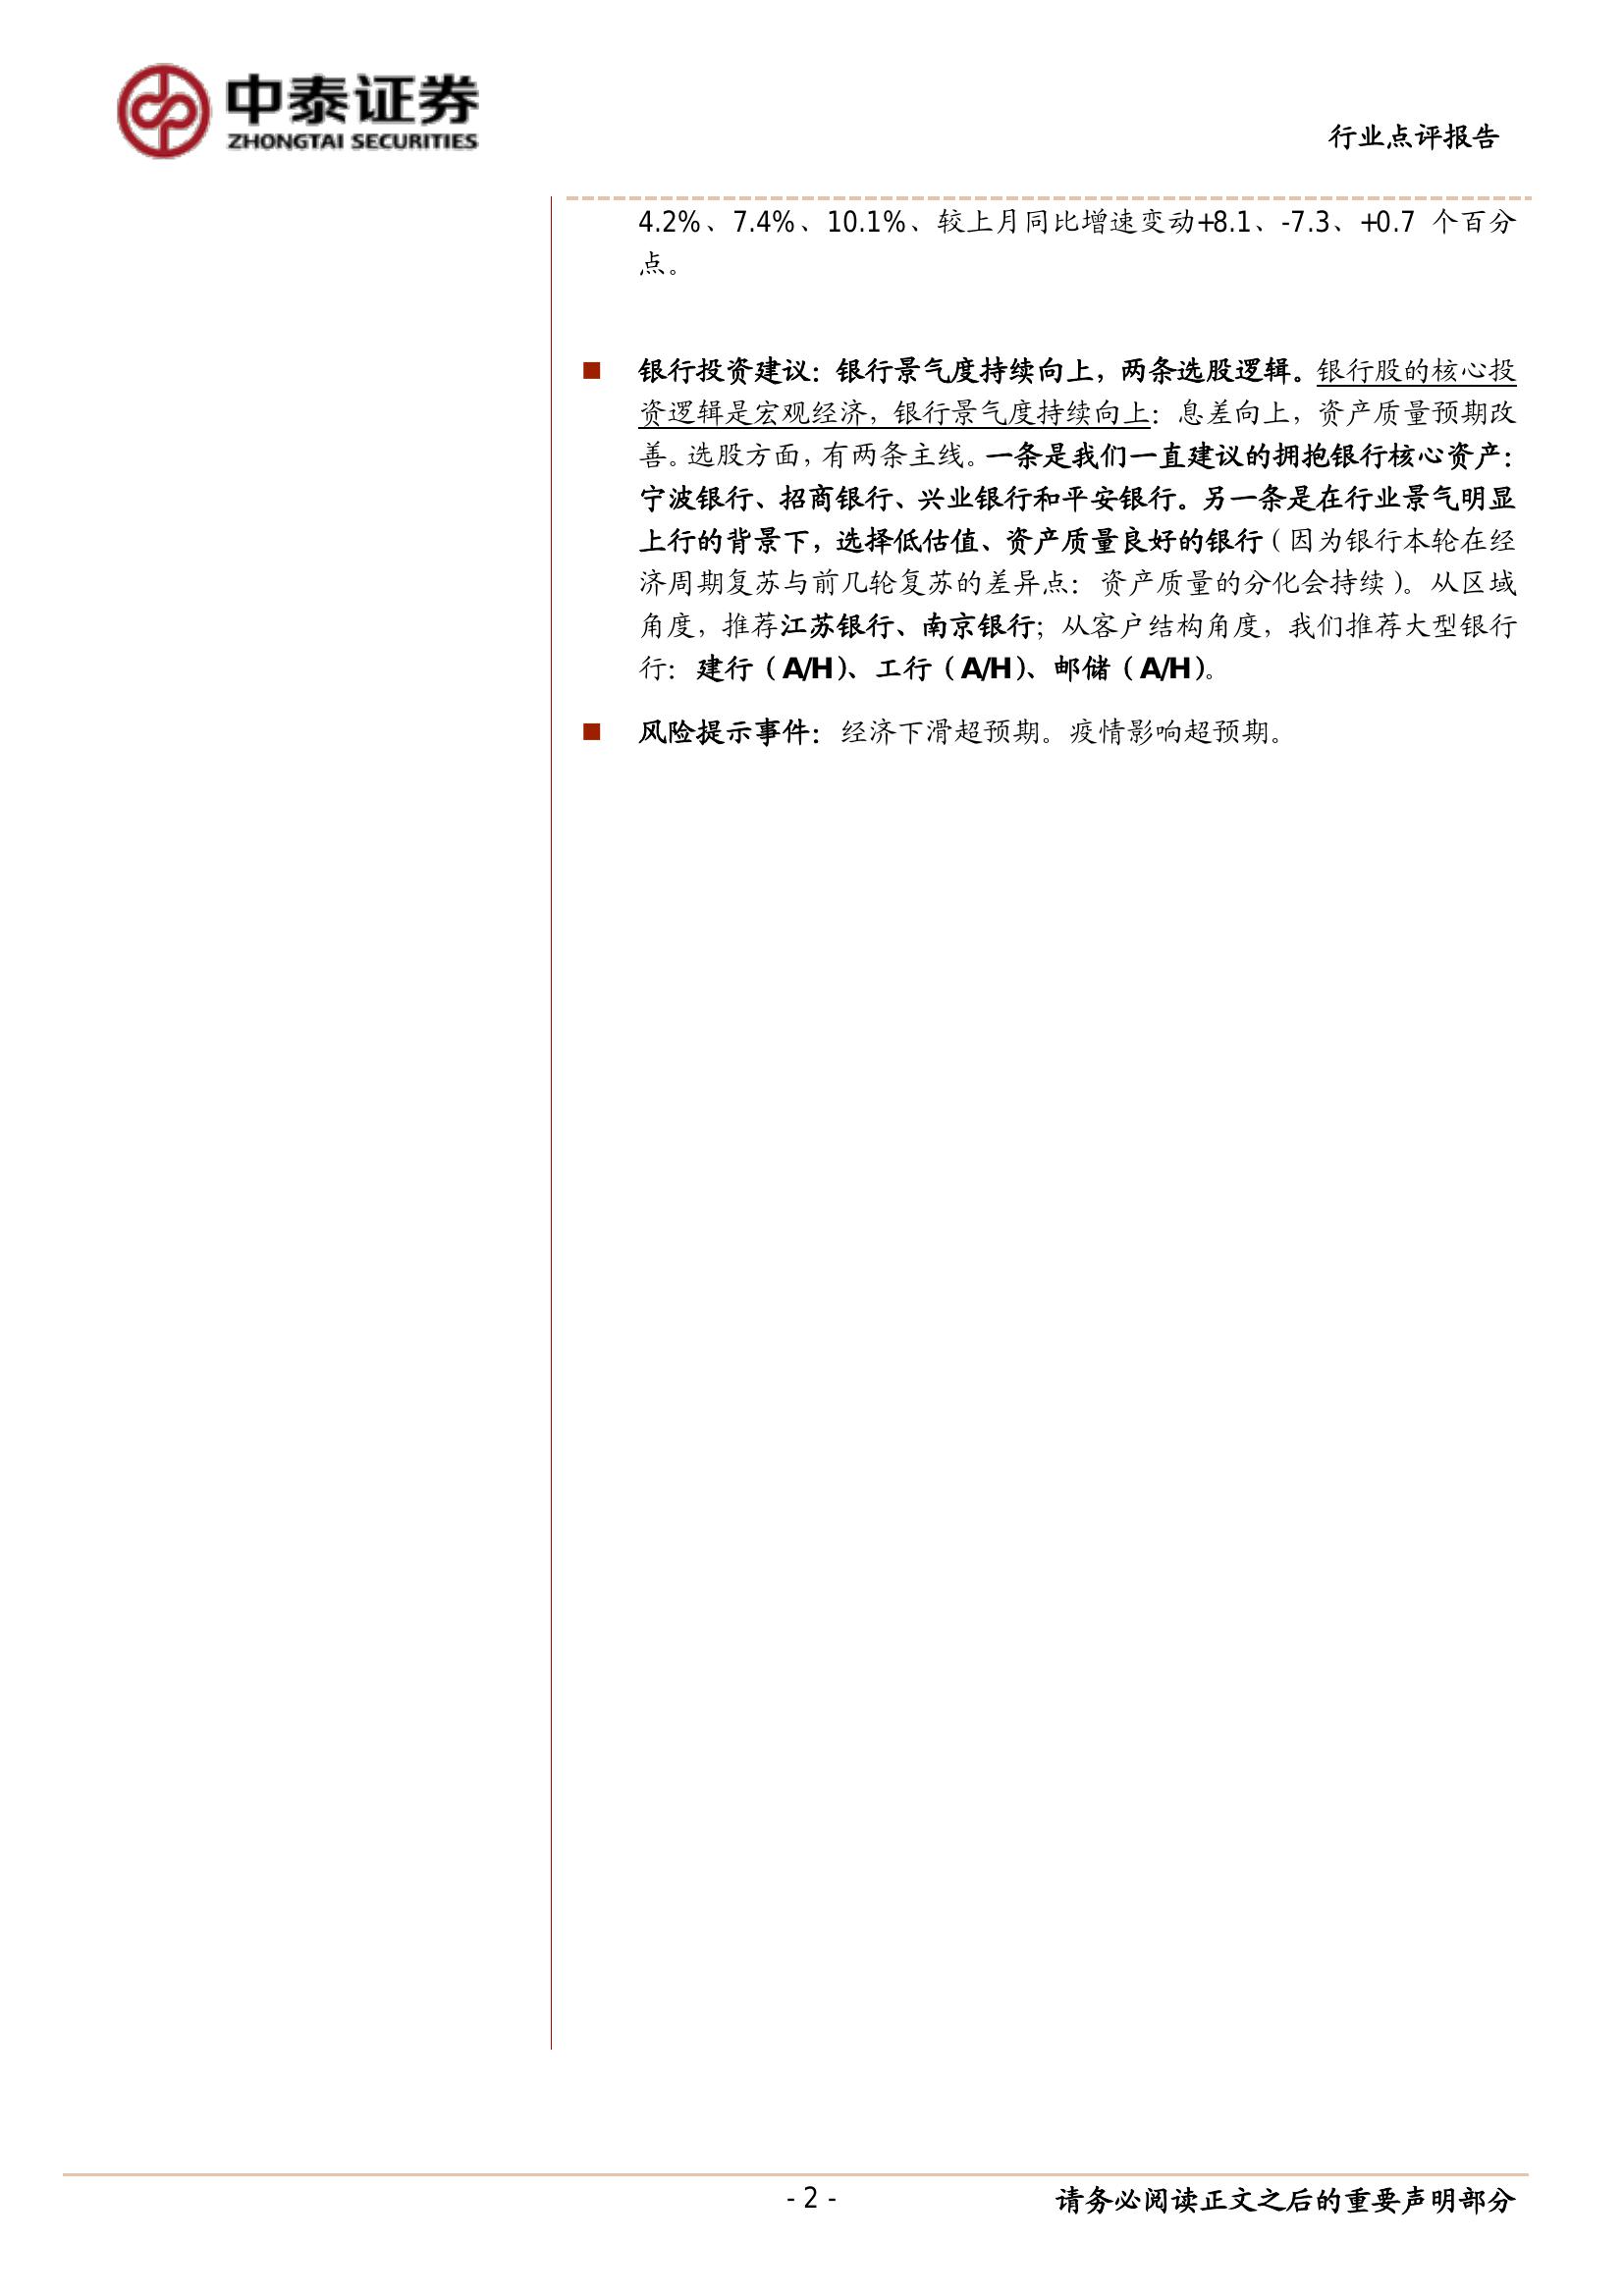 中泰证券
ZHONGTAI SECURITIES
行业点评报告
4.2%、7.4%、10.1%、较上月同比增速变动+8.1、-7.3、+0.7 个百分
点。
■ 银行投资建议：银行景气度持续向上，两条选股逻辑。银行股的核心投
资逻辑是宏观经济，银行景气度持续向上：息差向上，资产质量预期改
善。选股方面，有两条主线。一条是我们一直建议的拥抱银行核心资产：
宁波银行、招商银行、兴业银行和平安银行。另一条是在行业景气明显
上行的背景下，选择低估值、资产质量良好的银行（因为银行本轮在经
济周期复苏与前几轮复苏的差异点：资产质量的分化会持续）。从区域
角度，推荐江苏银行、南京银行；从客户结构角度，我们推荐大型银行
行：建行（A/H）、工行（A/H）、邮储（A/H）。
■ 风险提示事件：经济下滑超预期。疫情影响超预期。
- 2 -
请务必阅读正文之后的重要声明部分